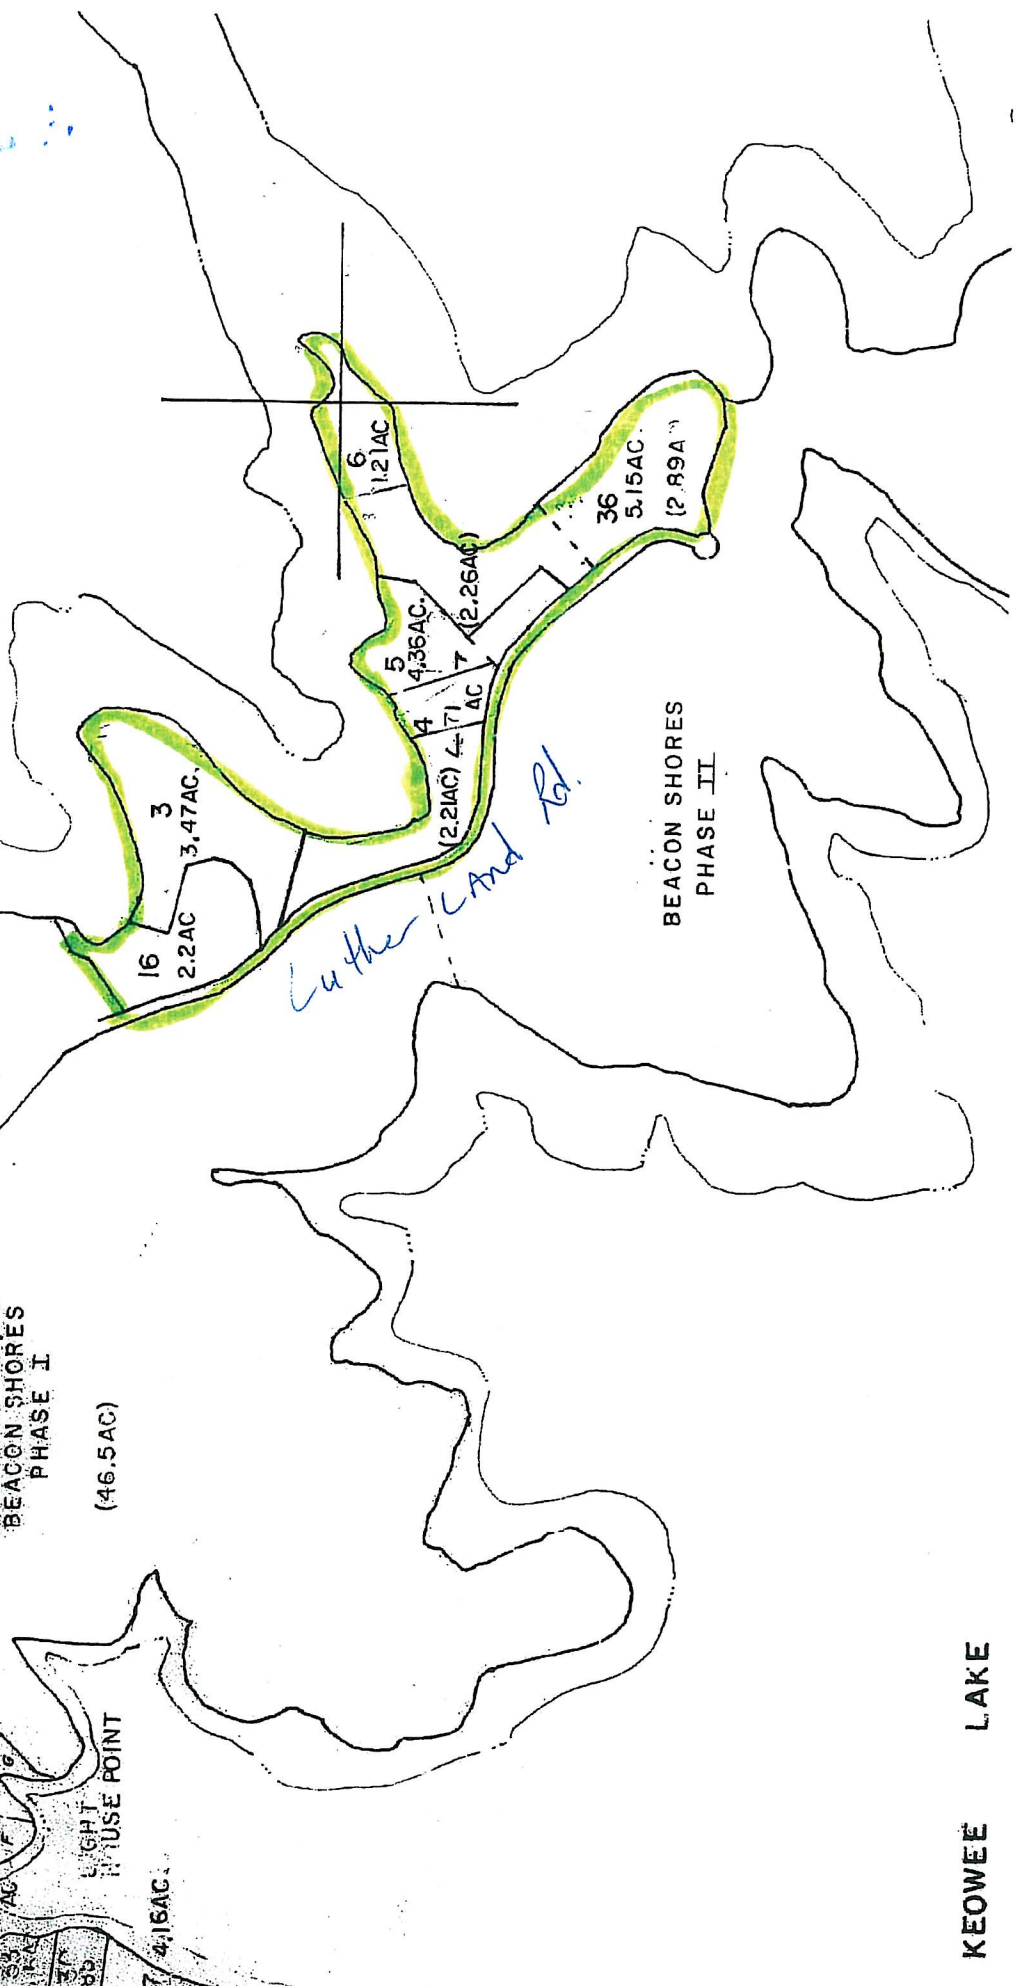 BEACON SHORES
PHASE I
(46.5AC)
HOUSE POINT
4.16AC.
16
2.2AC
3
3.47AC.
(2.21AC)
4
.71
AC
5
4.36AC.
7
(2.26AC)
6
1.21AC
36
5.15AC.
Luther Land Rd.
BEACON SHORES
PHASE II
KEOWEE LAKE